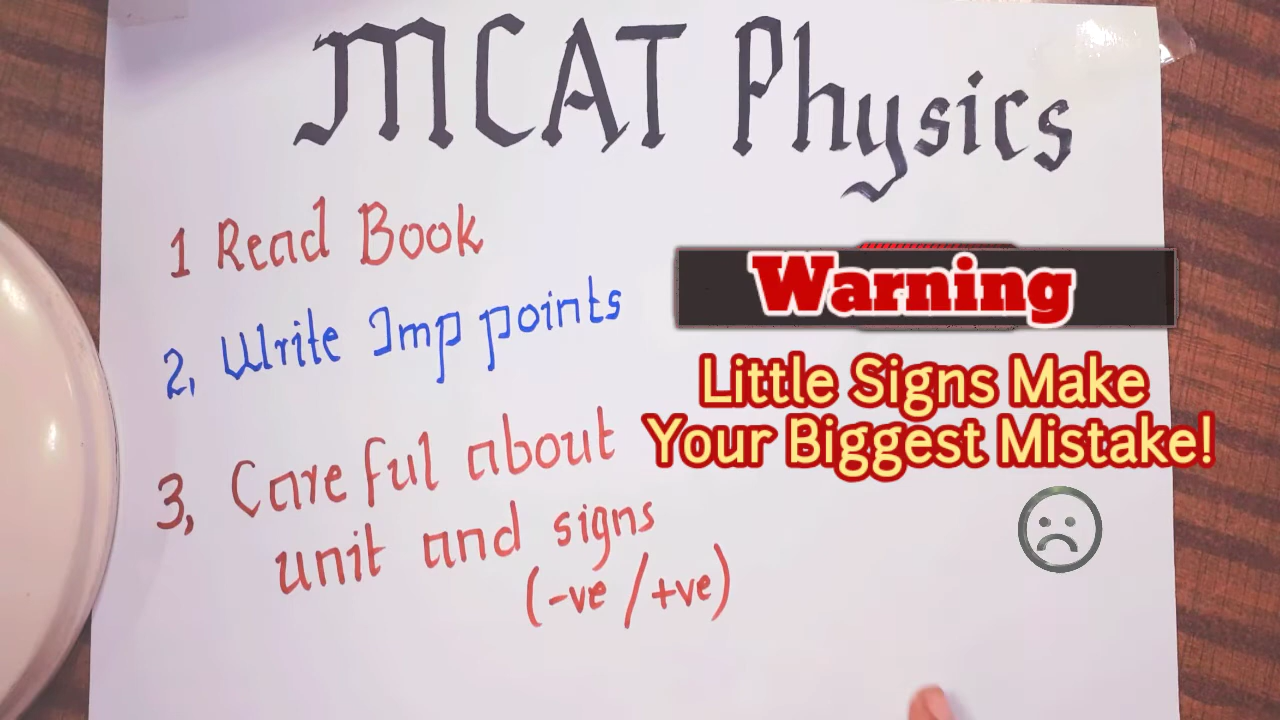 MCAT Physics
1 Read Book
2, Write Imp points
3, Careful about
unit and signs
(-ve / +ve)
Warning
Little Signs Make
Your Biggest Mistake!